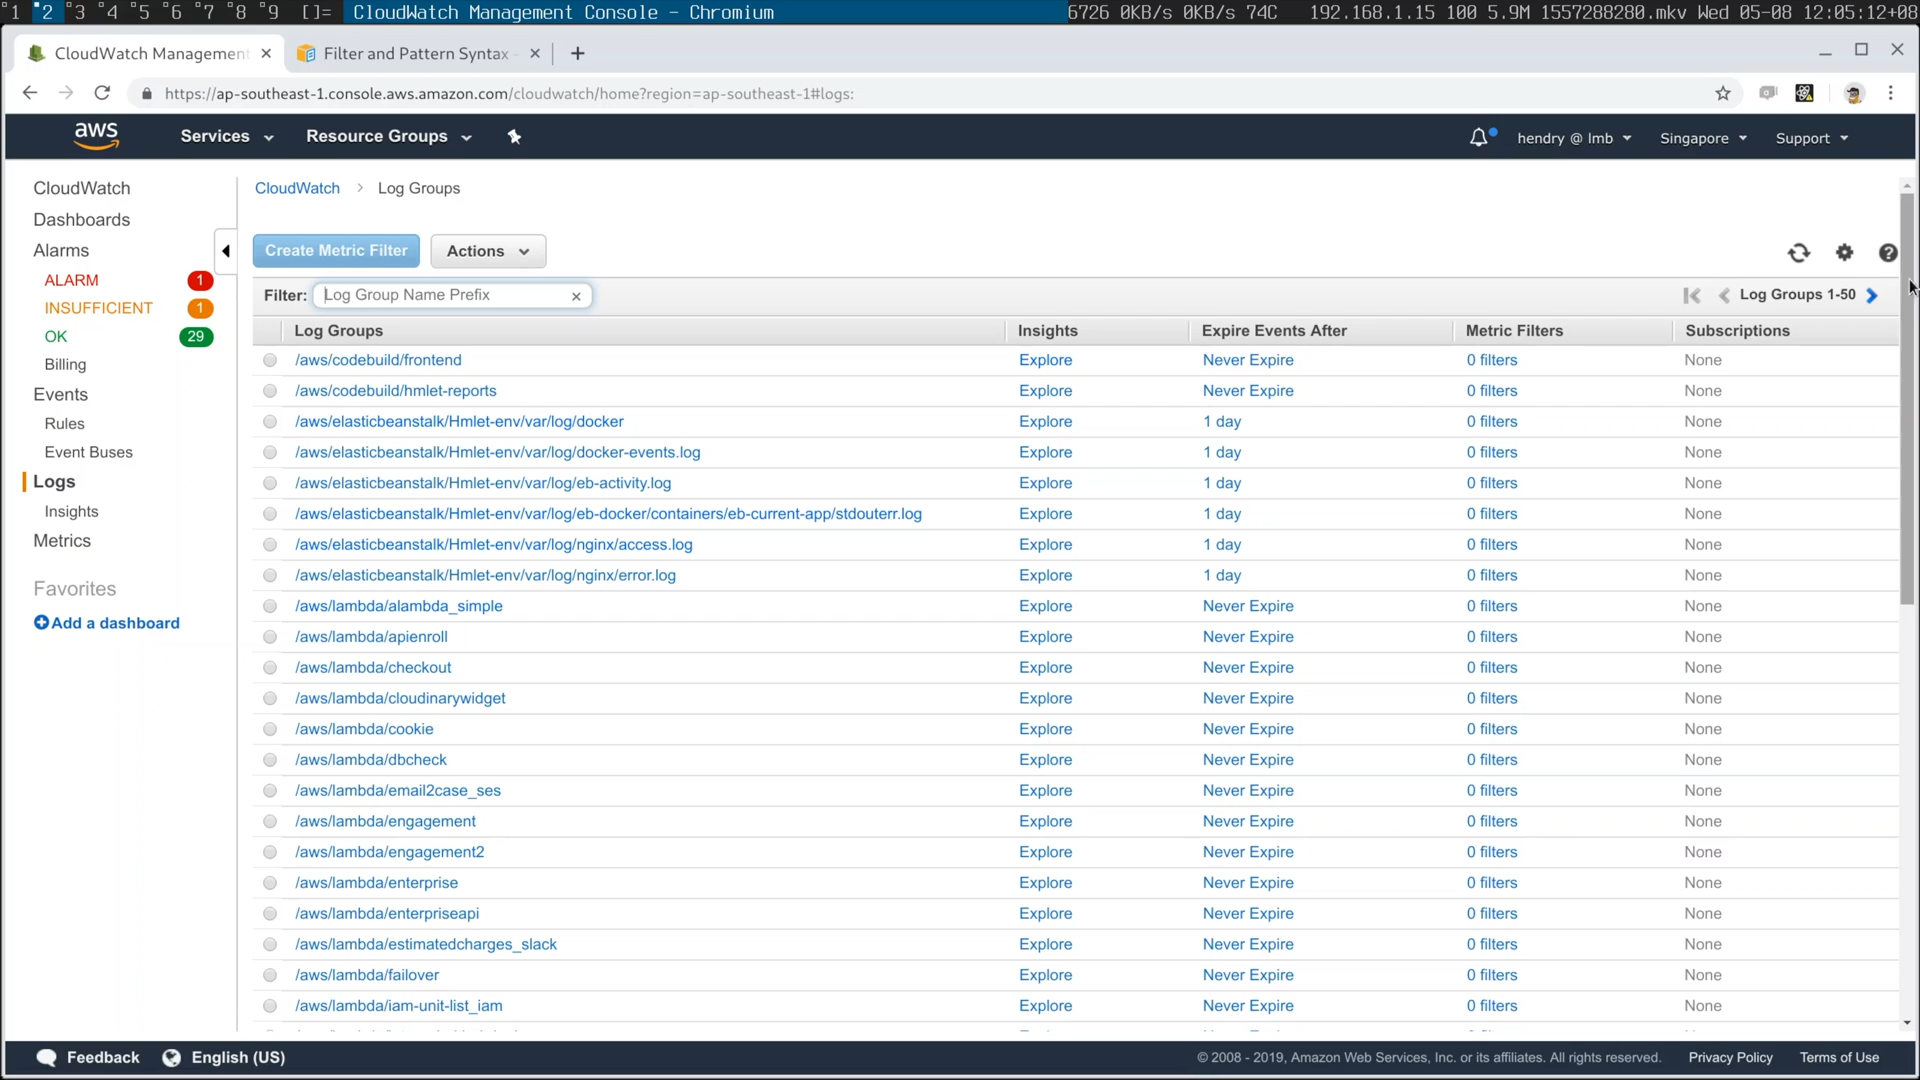 1 2 3 4 5 6 7 8 9 []= CloudWatch Management Console - Chromium 6726 0KB/s 0KB/s 74C 192.168.1.15 100 5.9M 1557288280.mkv Wed 05-08 12:05:12+08
CloudWatch Management Filter and Pattern Syntax
https://ap-southeast-1.console.aws.amazon.com/cloudwatch/home?region=ap-southeast-1#logs:
aws Services Resource Groups hendry @ lmb Singapore Support
CloudWatch
Dashboards
Alarms
ALARM 1
INSUFFICIENT 1
OK 29
Billing
Events
Rules
Event Buses
Logs
Insights
Metrics
Favorites
Add a dashboard
CloudWatch > Log Groups
Create Metric Filter Actions
Filter: Log Group Name Prefix × Log Groups 1-50
Log Groups Insights Expire Events After Metric Filters Subscriptions
/aws/codebuild/frontend Explore Never Expire 0 filters None
/aws/codebuild/hmlet-reports Explore Never Expire 0 filters None
/aws/elasticbeanstalk/Hmlet-env/var/log/docker Explore 1 day 0 filters None
/aws/elasticbeanstalk/Hmlet-env/var/log/docker-events.log Explore 1 day 0 filters None
/aws/elasticbeanstalk/Hmlet-env/var/log/eb-activity.log Explore 1 day 0 filters None
/aws/elasticbeanstalk/Hmlet-env/var/log/eb-docker/containers/eb-current-app/stdouterr.log Explore 1 day 0 filters None
/aws/elasticbeanstalk/Hmlet-env/var/log/nginx/access.log Explore 1 day 0 filters None
/aws/elasticbeanstalk/Hmlet-env/var/log/nginx/error.log Explore 1 day 0 filters None
/aws/lambda/alambda_simple Explore Never Expire 0 filters None
/aws/lambda/apienroll Explore Never Expire 0 filters None
/aws/lambda/checkout Explore Never Expire 0 filters None
/aws/lambda/cloudinarywidget Explore Never Expire 0 filters None
/aws/lambda/cookie Explore Never Expire 0 filters None
/aws/lambda/dbcheck Explore Never Expire 0 filters None
/aws/lambda/email2case_ses Explore Never Expire 0 filters None
/aws/lambda/engagement Explore Never Expire 0 filters None
/aws/lambda/engagement2 Explore Never Expire 0 filters None
/aws/lambda/enterprise Explore Never Expire 0 filters None
/aws/lambda/enterpriseapi Explore Never Expire 0 filters None
/aws/lambda/estimatedcharges_slack Explore Never Expire 0 filters None
/aws/lambda/failover Explore Never Expire 0 filters None
/aws/lambda/iam-unit-list_iam Explore Never Expire 0 filters None
Feedback English (US) © 2008 - 2019, Amazon Web Services, Inc. or its affiliates. All rights reserved. Privacy Policy Terms of Use